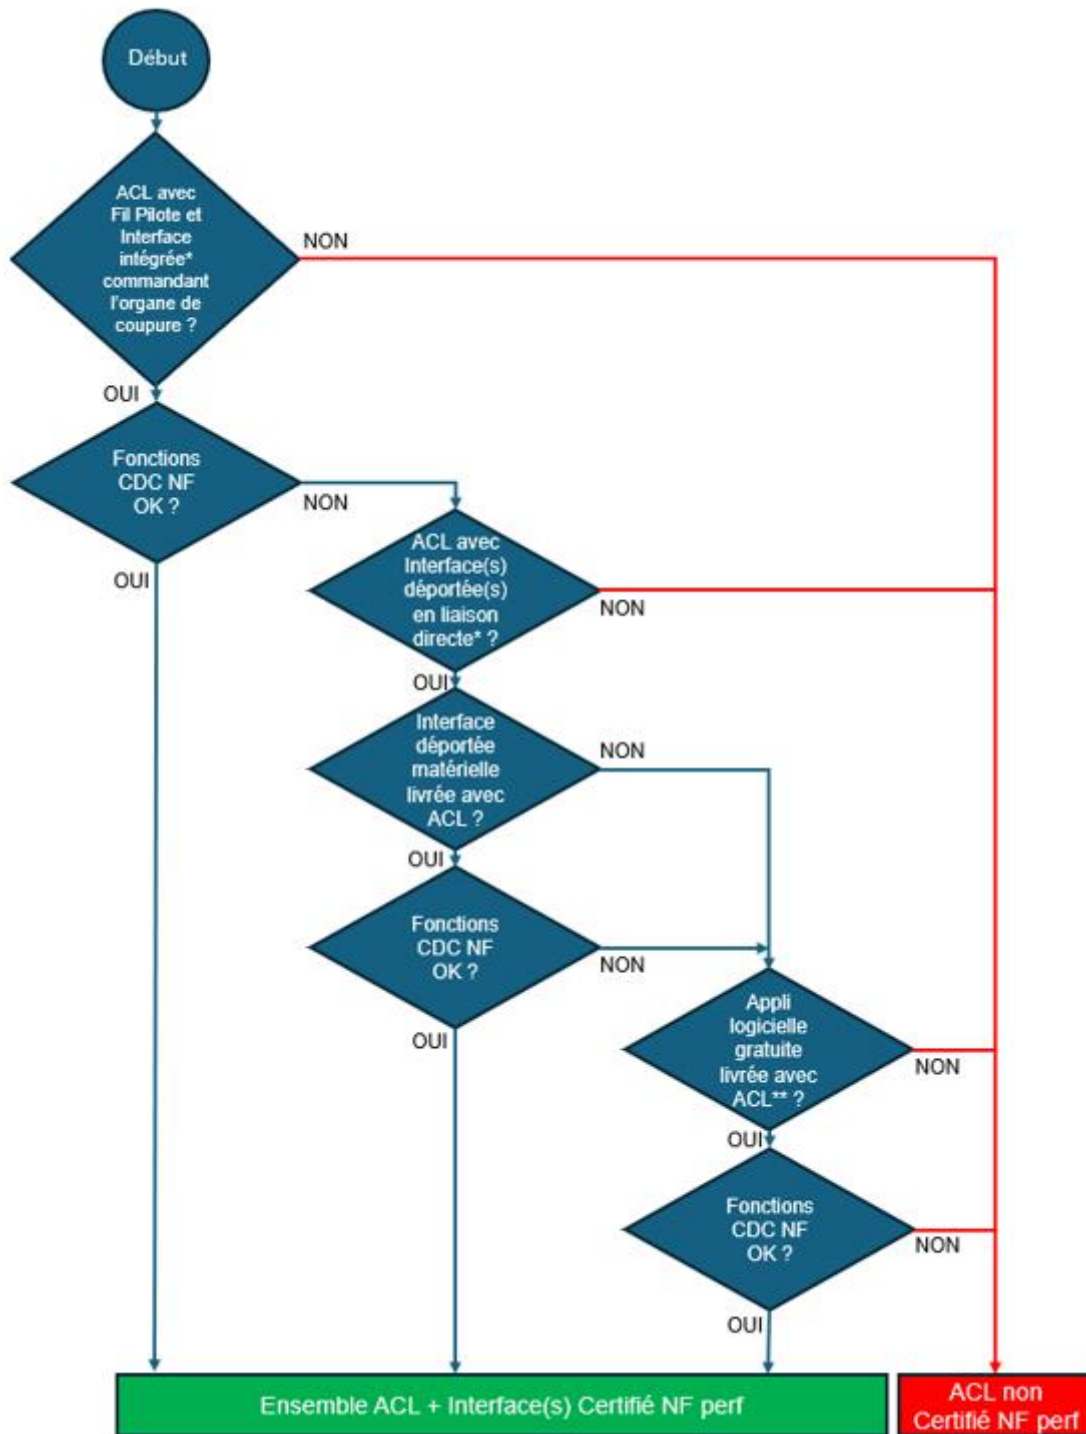 Début
ACL avec
Fil Pilote et
Interface
intégrée*
commandant
l'organe de
coupure ?
NON
OUI
Fonctions
CDC NF
OK ?
NON
OUI
ACL avec
Interface(s)
déportée(s)
en liaison
directe* ?
NON
OUI
Interface
déportée
matérielle
livrée avec
ACL ?
NON
OUI
Fonctions
CDC NF
OK ?
NON
OUI
Appli
logicielle
gratuite
livrée avec
ACL** ?
NON
OUI
Fonctions
CDC NF
OK ?
NON
OUI
Ensemble ACL + Interface(s) Certifié NF perf
ACL non
Certifié NF perf